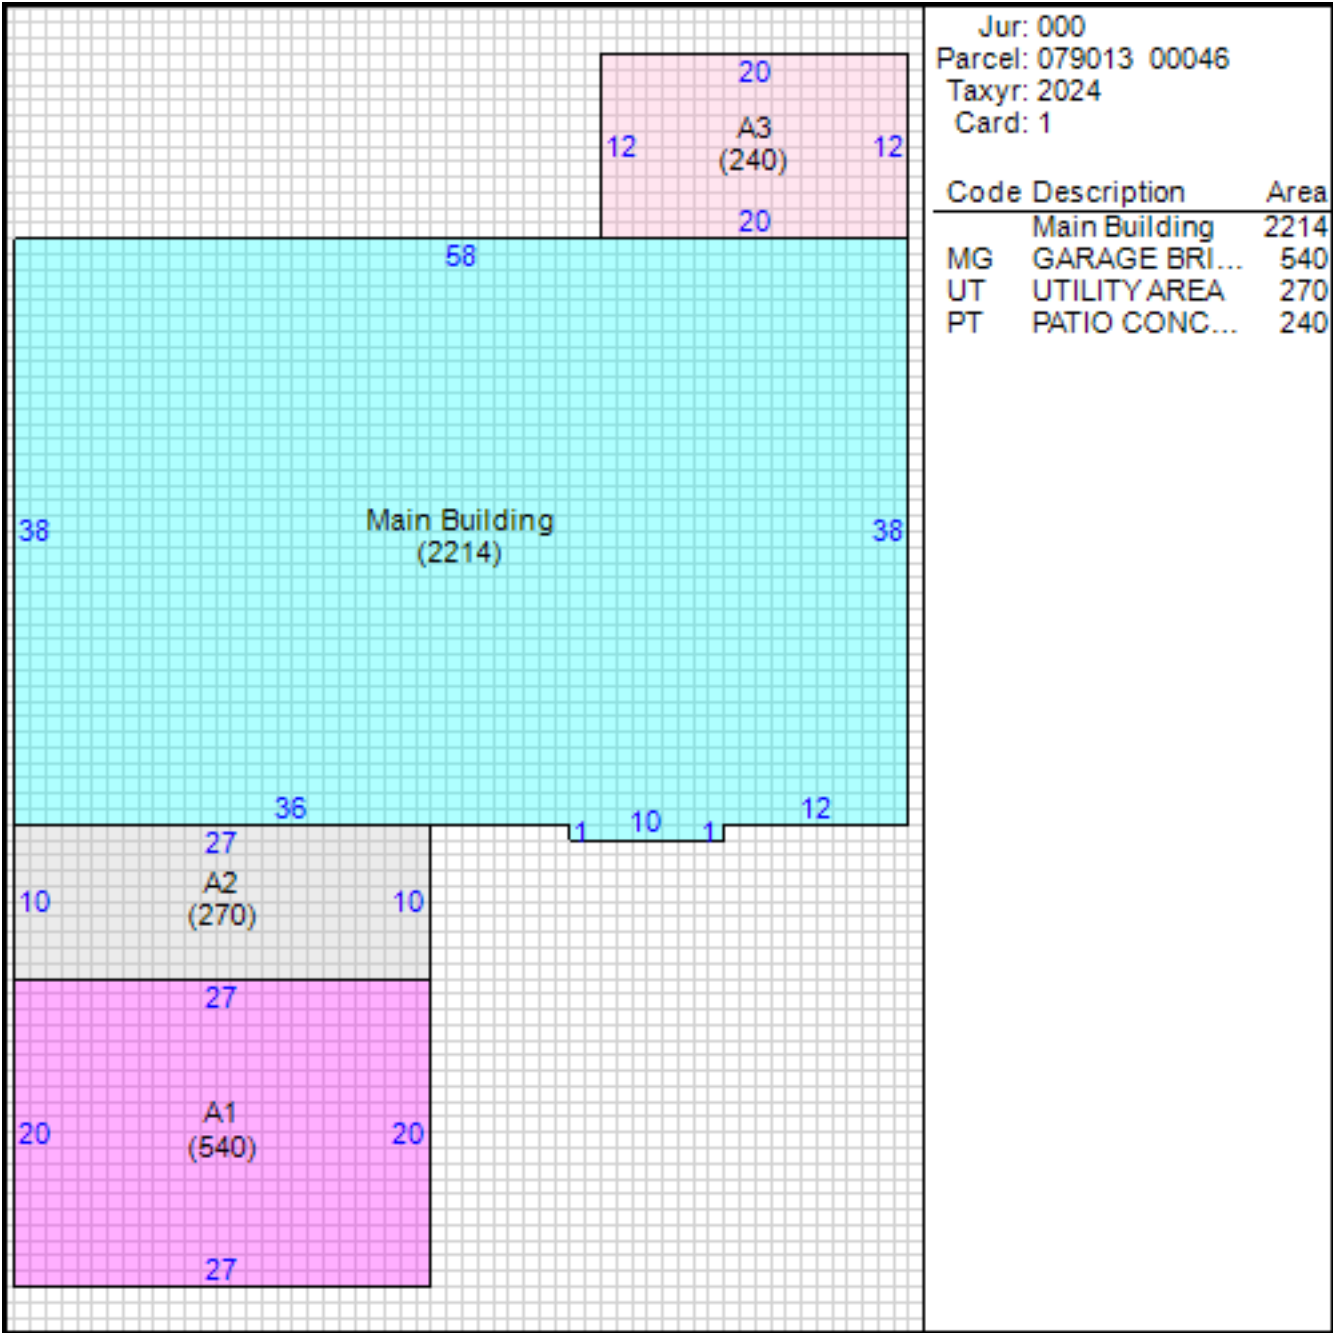 Jur: 000
Parcel: 079013 00046
Taxyr: 2024
Card: 1
Code Description Area
Main Building 2214
MG GARAGE BRI... 540
UT UTILITY AREA 270
PT PATIO CONC... 240
20
A3
12 12
(240)
20
58
Main Building
38 38
(2214)
36 12
1 10 1
27
A2
10 10
(270)
27
A1
20 20
(540)
27